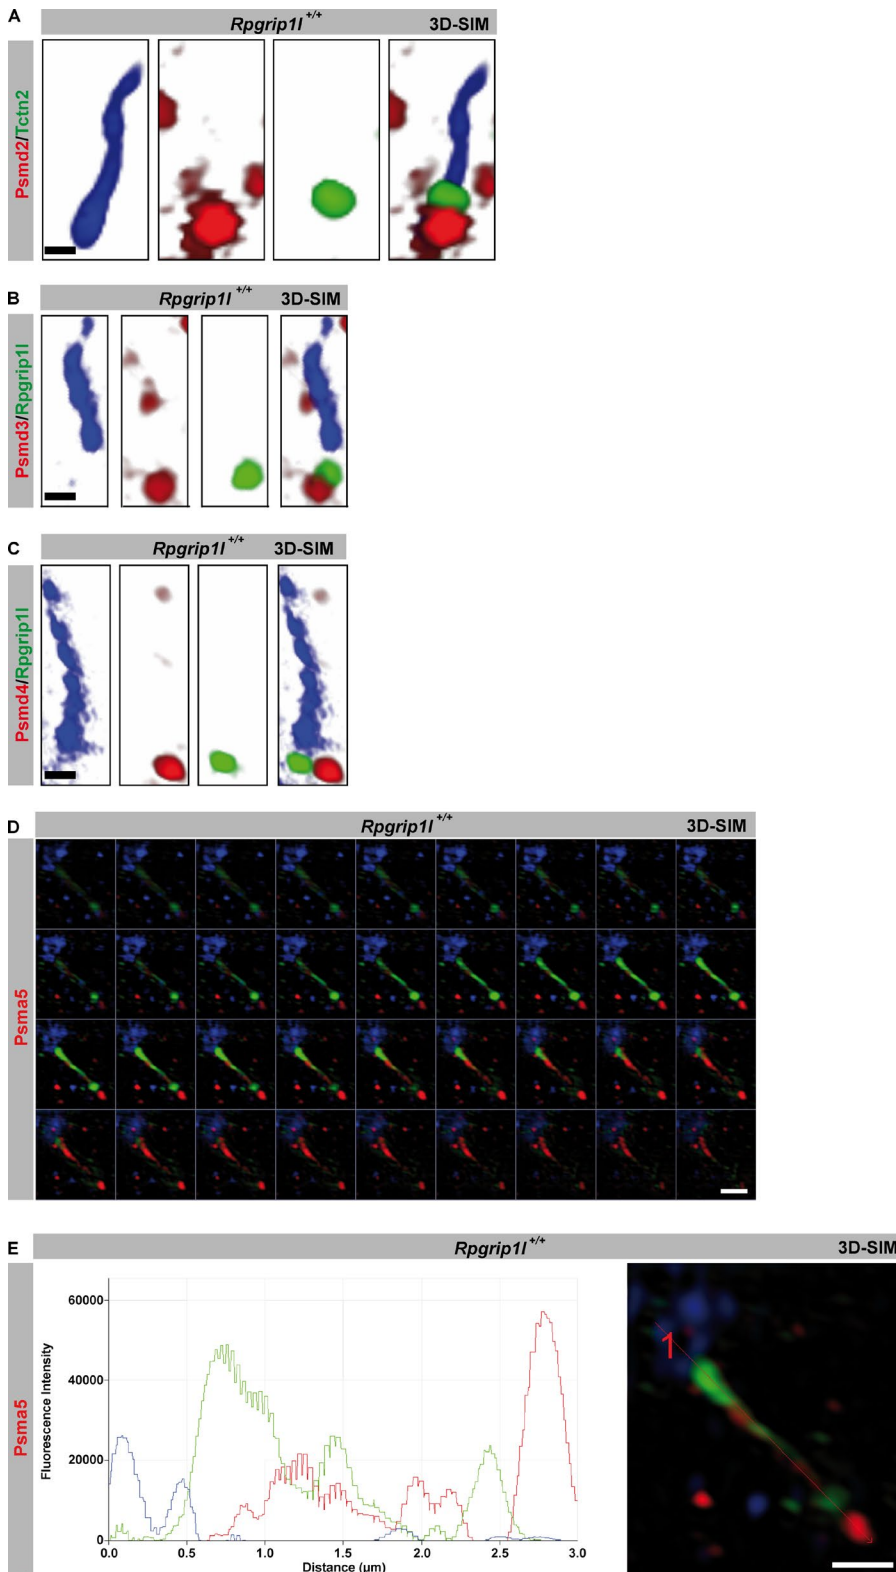 A
Rpgrip1l +/+ 3D-SIM
Psmd2/Tctn2
B
Rpgrip1l +/+ 3D-SIM
Psmd3/Rpgrip1l
C
Rpgrip1l +/+ 3D-SIM
Psmd4/Rpgrip1l
D
Rpgrip1l +/+ 3D-SIM
Psma5
E
Rpgrip1l +/+ 3D-SIM
Psma5
Fluorescence Intensity
60000
40000
20000
0
0.0 0.5 1.0 1.5 2.0 2.5 3.0
Distance (µm)
1